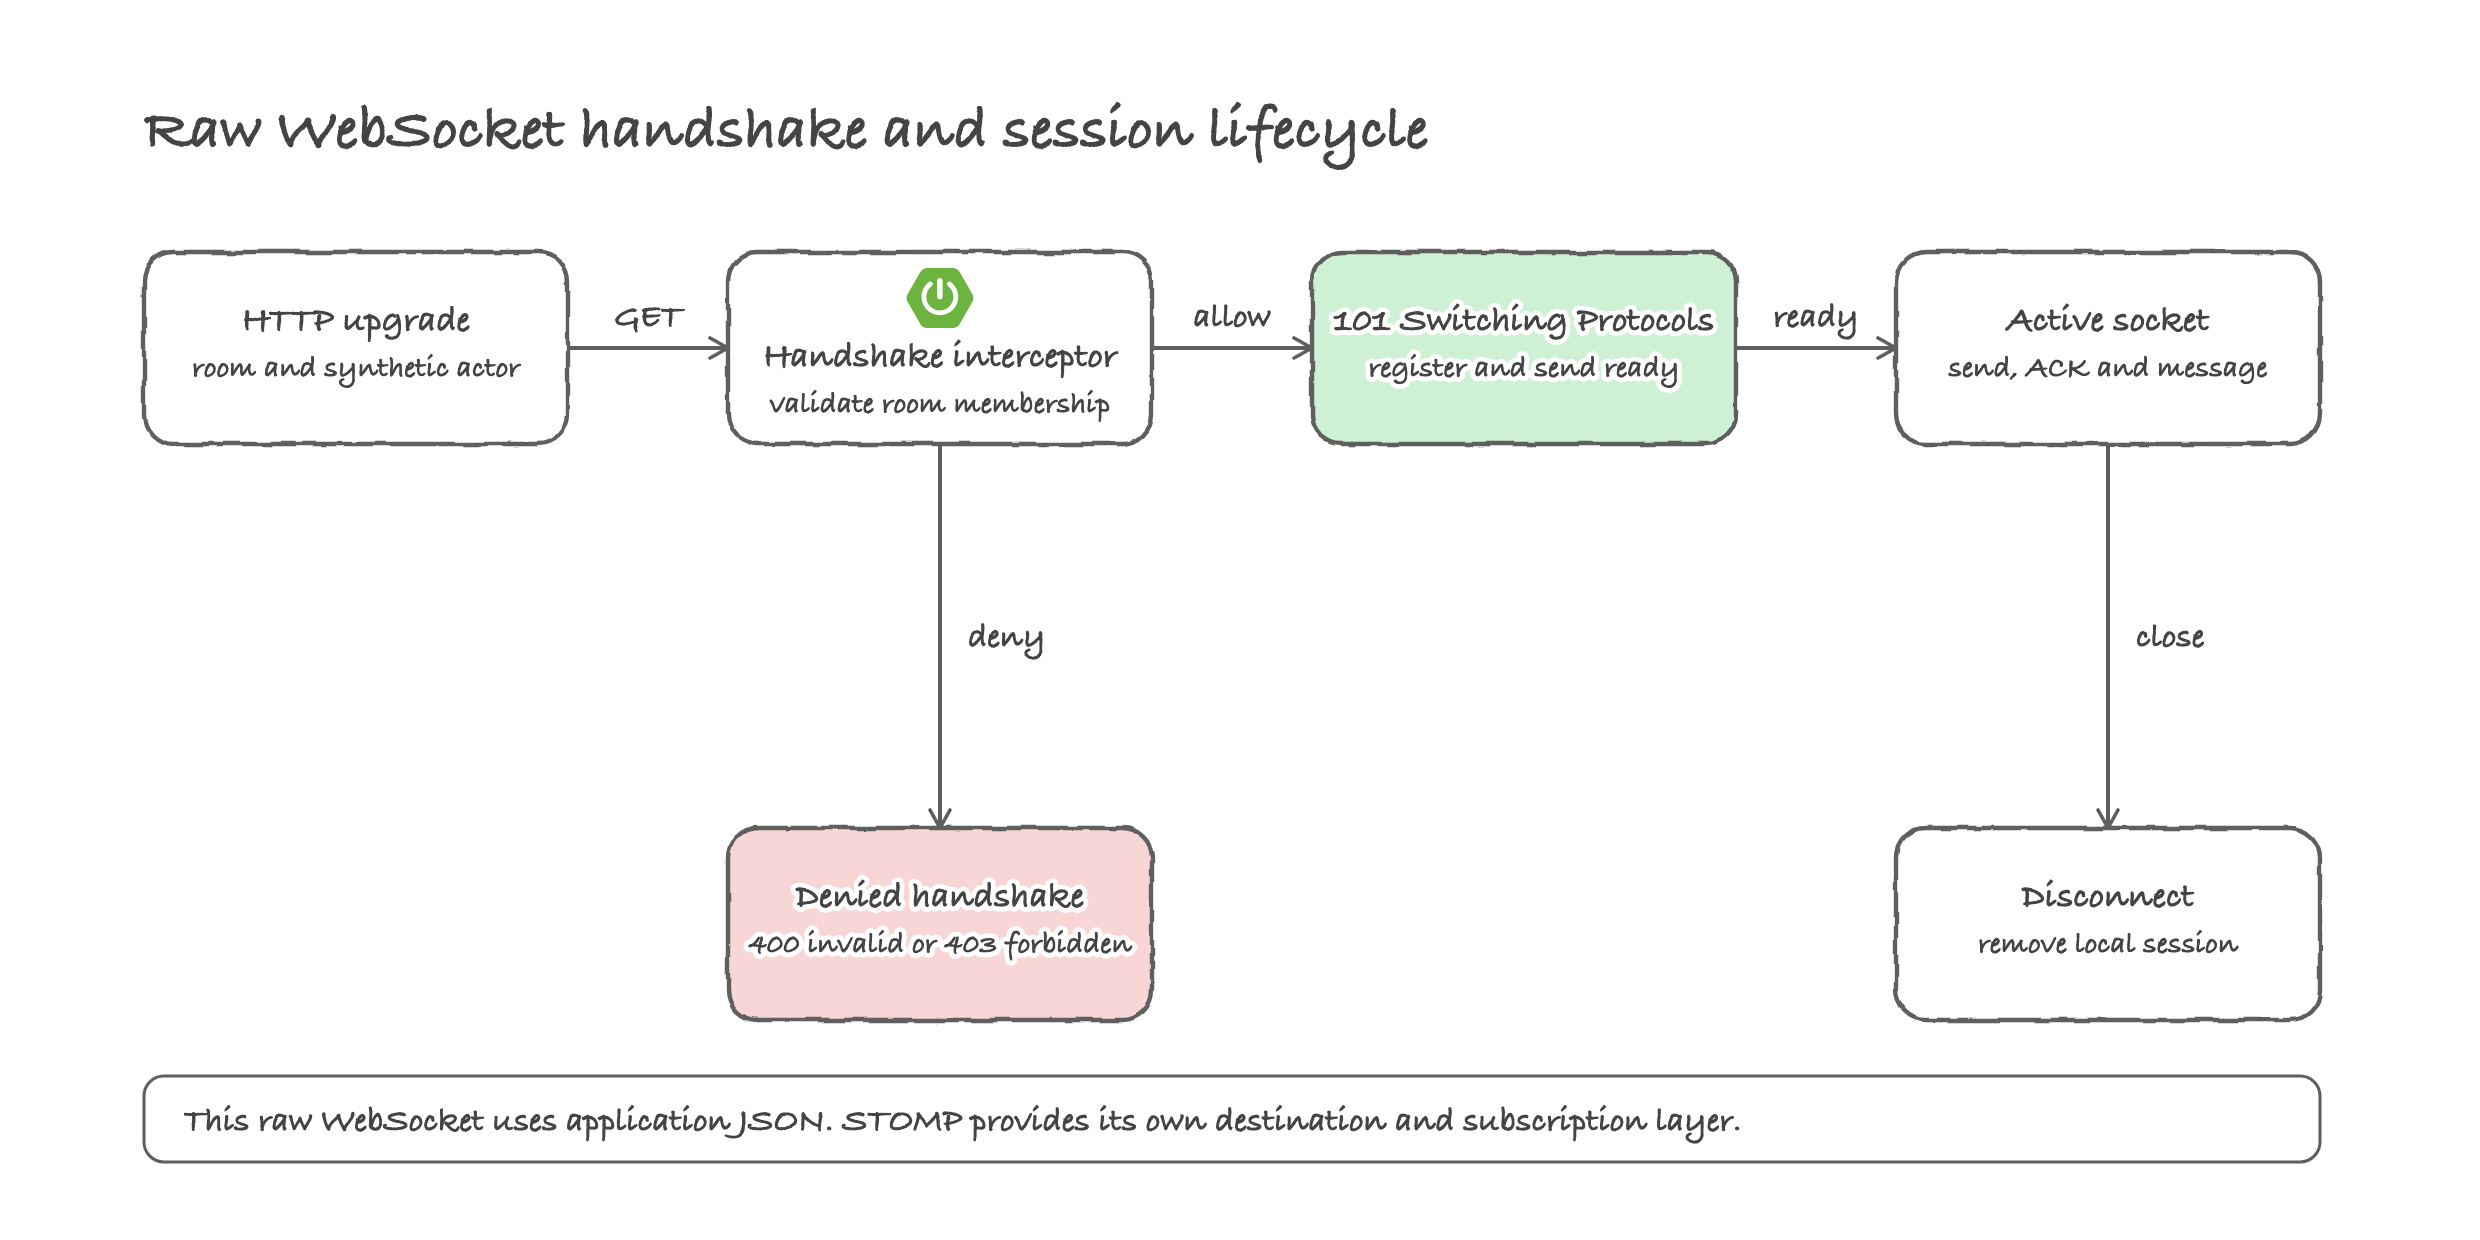 Raw WebSocket handshake and session lifecycle
HTTP upgrade
room and synthetic actor
GET
Handshake interceptor
validate room membership
allow
101 Switching Protocols
register and send ready
ready
Active socket
send, ACK and message
deny
close
Denied handshake
400 invalid or 403 forbidden
Disconnect
remove local session
This raw WebSocket uses application JSON. STOMP provides its own destination and subscription layer.